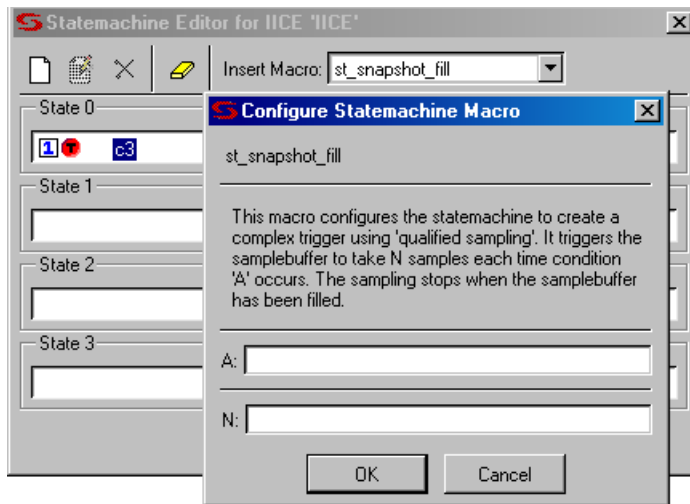 Statemachine Editor for IICE 'IICE'
Insert Macro: st_snapshot_fill
State 0
1 T c3
State 1
State 2
State 3
Configure Statemachine Macro
st_snapshot_fill
This macro configures the statemachine to create a
complex trigger using 'qualified sampling'. It triggers the
samplebuffer to take N samples each time condition
'A' occurs. The sampling stops when the samplebuffer
has been filled.
A:
N:
OK Cancel